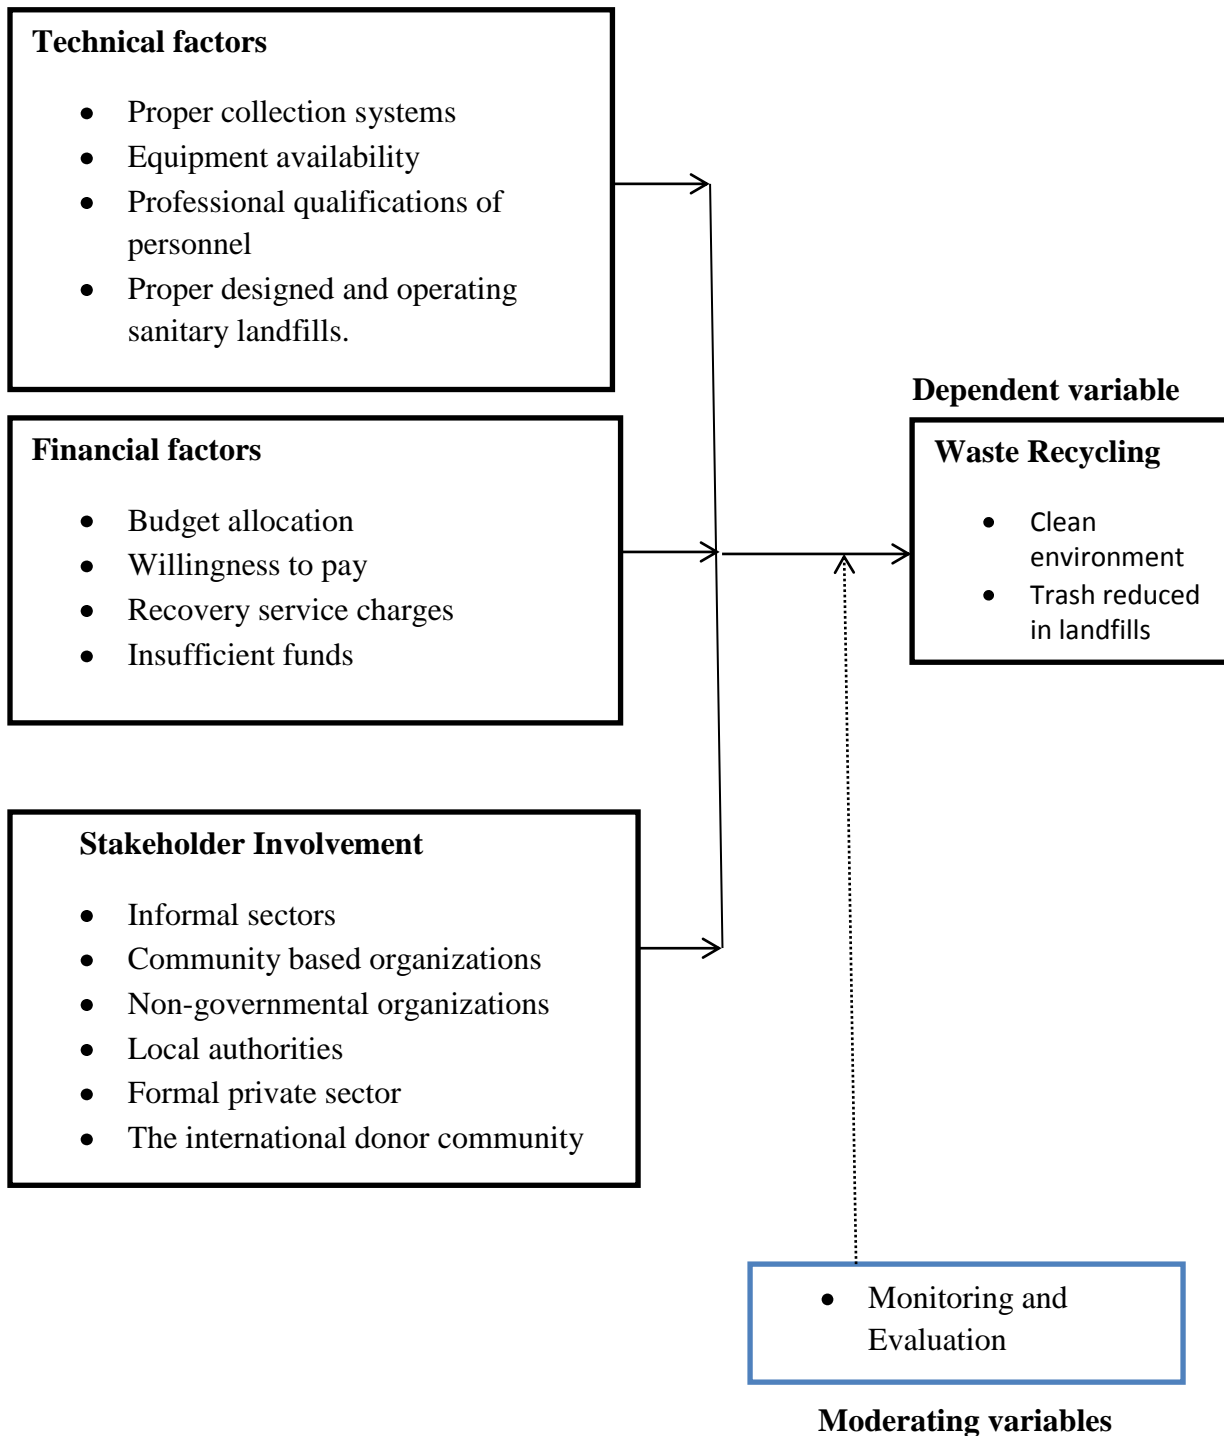 Technical factors
• Proper collection systems
• Equipment availability
• Professional qualifications of
personnel
• Proper designed and operating
sanitary landfills.
Financial factors
• Budget allocation
• Willingness to pay
• Recovery service charges
• Insufficient funds
Stakeholder Involvement
• Informal sectors
• Community based organizations
• Non-governmental organizations
• Local authorities
• Formal private sector
• The international donor community
Dependent variable
Waste Recycling
• Clean
environment
• Trash reduced
in landfills
• Monitoring and
Evaluation
Moderating variables